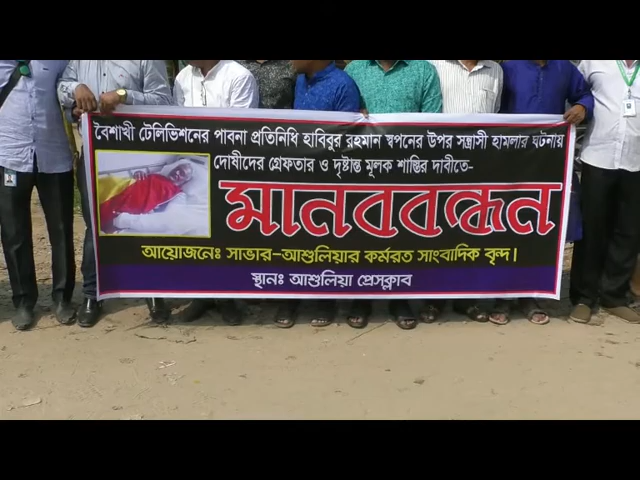 বৈশাখী টেলিভিশনের পাবনা প্রতিনিধি হাবিবুর রহমান স্বপনের উপর সন্ত্রাসী হামলার ঘটনায়
দোষীদের গ্রেফতার ও দৃষ্টান্ত মূলক শাস্তির দাবীতে-
মানববন্ধন
আয়োজনেঃ সাভার-আশুলিয়ার কর্মরত সাংবাদিক বৃন্দ।
স্থানঃ আশুলিয়া প্রেসক্লাব